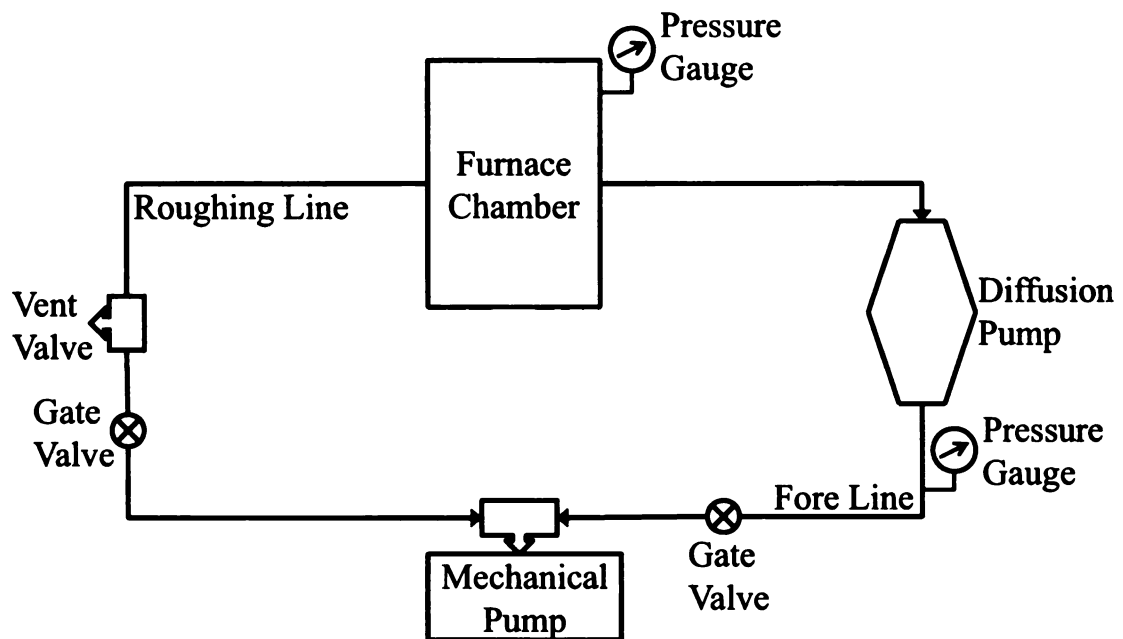 Pressure
Gauge
Furnace
Chamber
Roughing Line
Vent
Valve
Diffusion
Pump
Gate
Valve
Pressure
Gauge
Fore Line
Gate
Valve
Mechanical
Pump